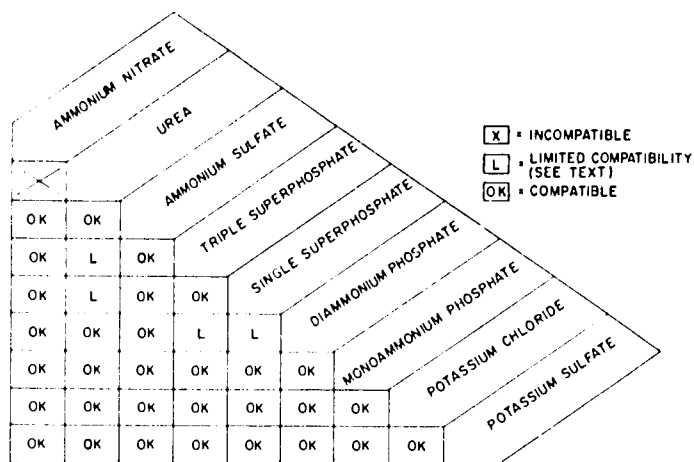 AMMONIUM NITRATE
UREA
AMMONIUM SULFATE
TRIPLE SUPERPHOSPHATE
SINGLE SUPERPHOSPHATE
DIAMMONIUM PHOSPHATE
MONOAMMONIUM PHOSPHATE
POTASSIUM CHLORIDE
POTASSIUM SULFATE
X = INCOMPATIBLE
L = LIMITED COMPATIBILITY
(SEE TEXT)
OK = COMPATIBLE
X
OK OK
OK L OK
OK L OK OK
OK OK OK L L
OK OK OK OK OK OK
OK OK OK OK OK OK OK
OK OK OK OK OK OK OK OK